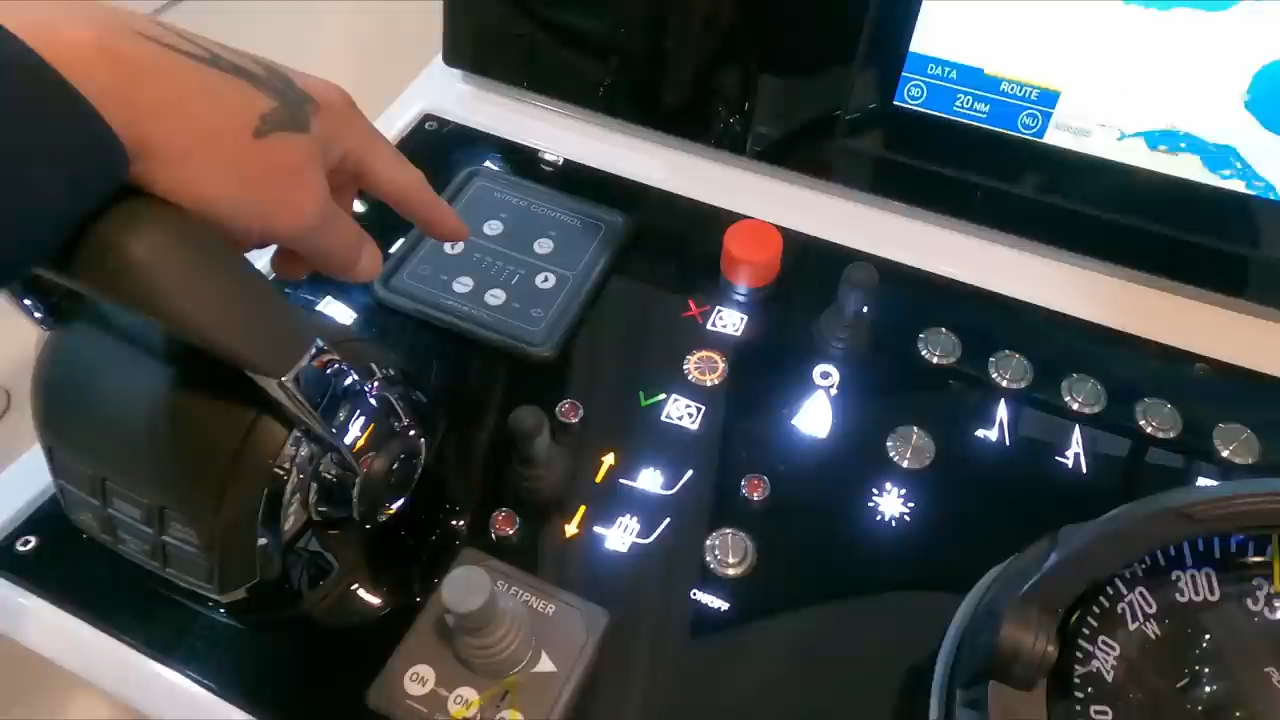 DATA
ROUTE
3D
20 NM
NU
WIPER CONTROL
ON/OFF
SLEIPNER
ON
ON
300
270
W
240